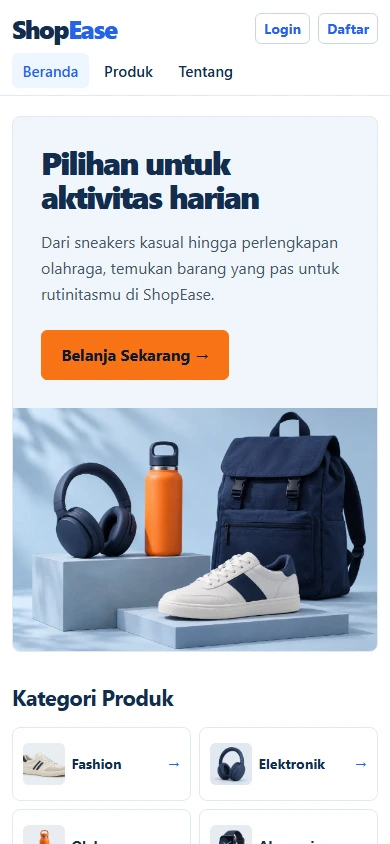 ShopEase
Login
Daftar
Beranda
Produk
Tentang
Pilihan untuk
aktivitas harian
Dari sneakers kasual hingga perlengkapan
olahraga, temukan barang yang pas untuk
rutinitasmu di ShopEase.
Belanja Sekarang →
Kategori Produk
Fashion →
Elektronik →